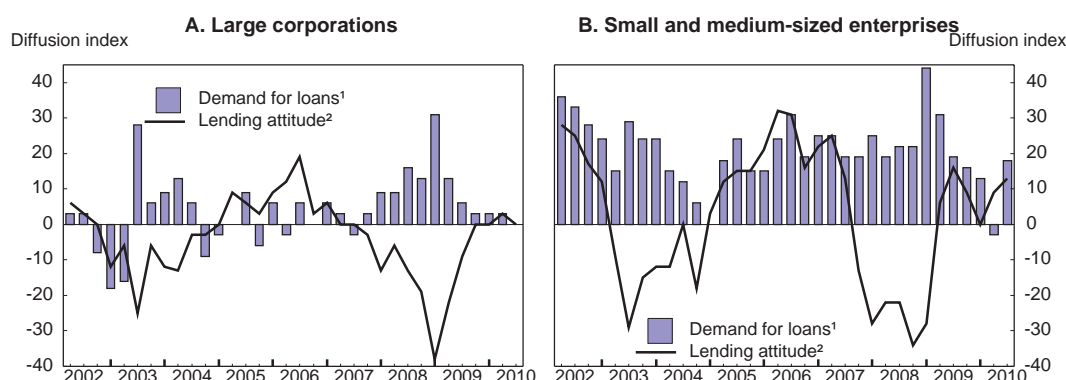 A. Large corporations
B. Small and medium-sized enterprises
Diffusion index
Diffusion index
40
30
20
10
0
-10
-20
-30
-40
Demand for loans¹
Lending attitude²
2002 2003 2004 2005 2006 2007 2008 2009 2010
Demand for loans¹
Lending attitude²
40
30
20
10
0
-10
-20
-30
-40
2002 2003 2004 2005 2006 2007 2008 2009 2010